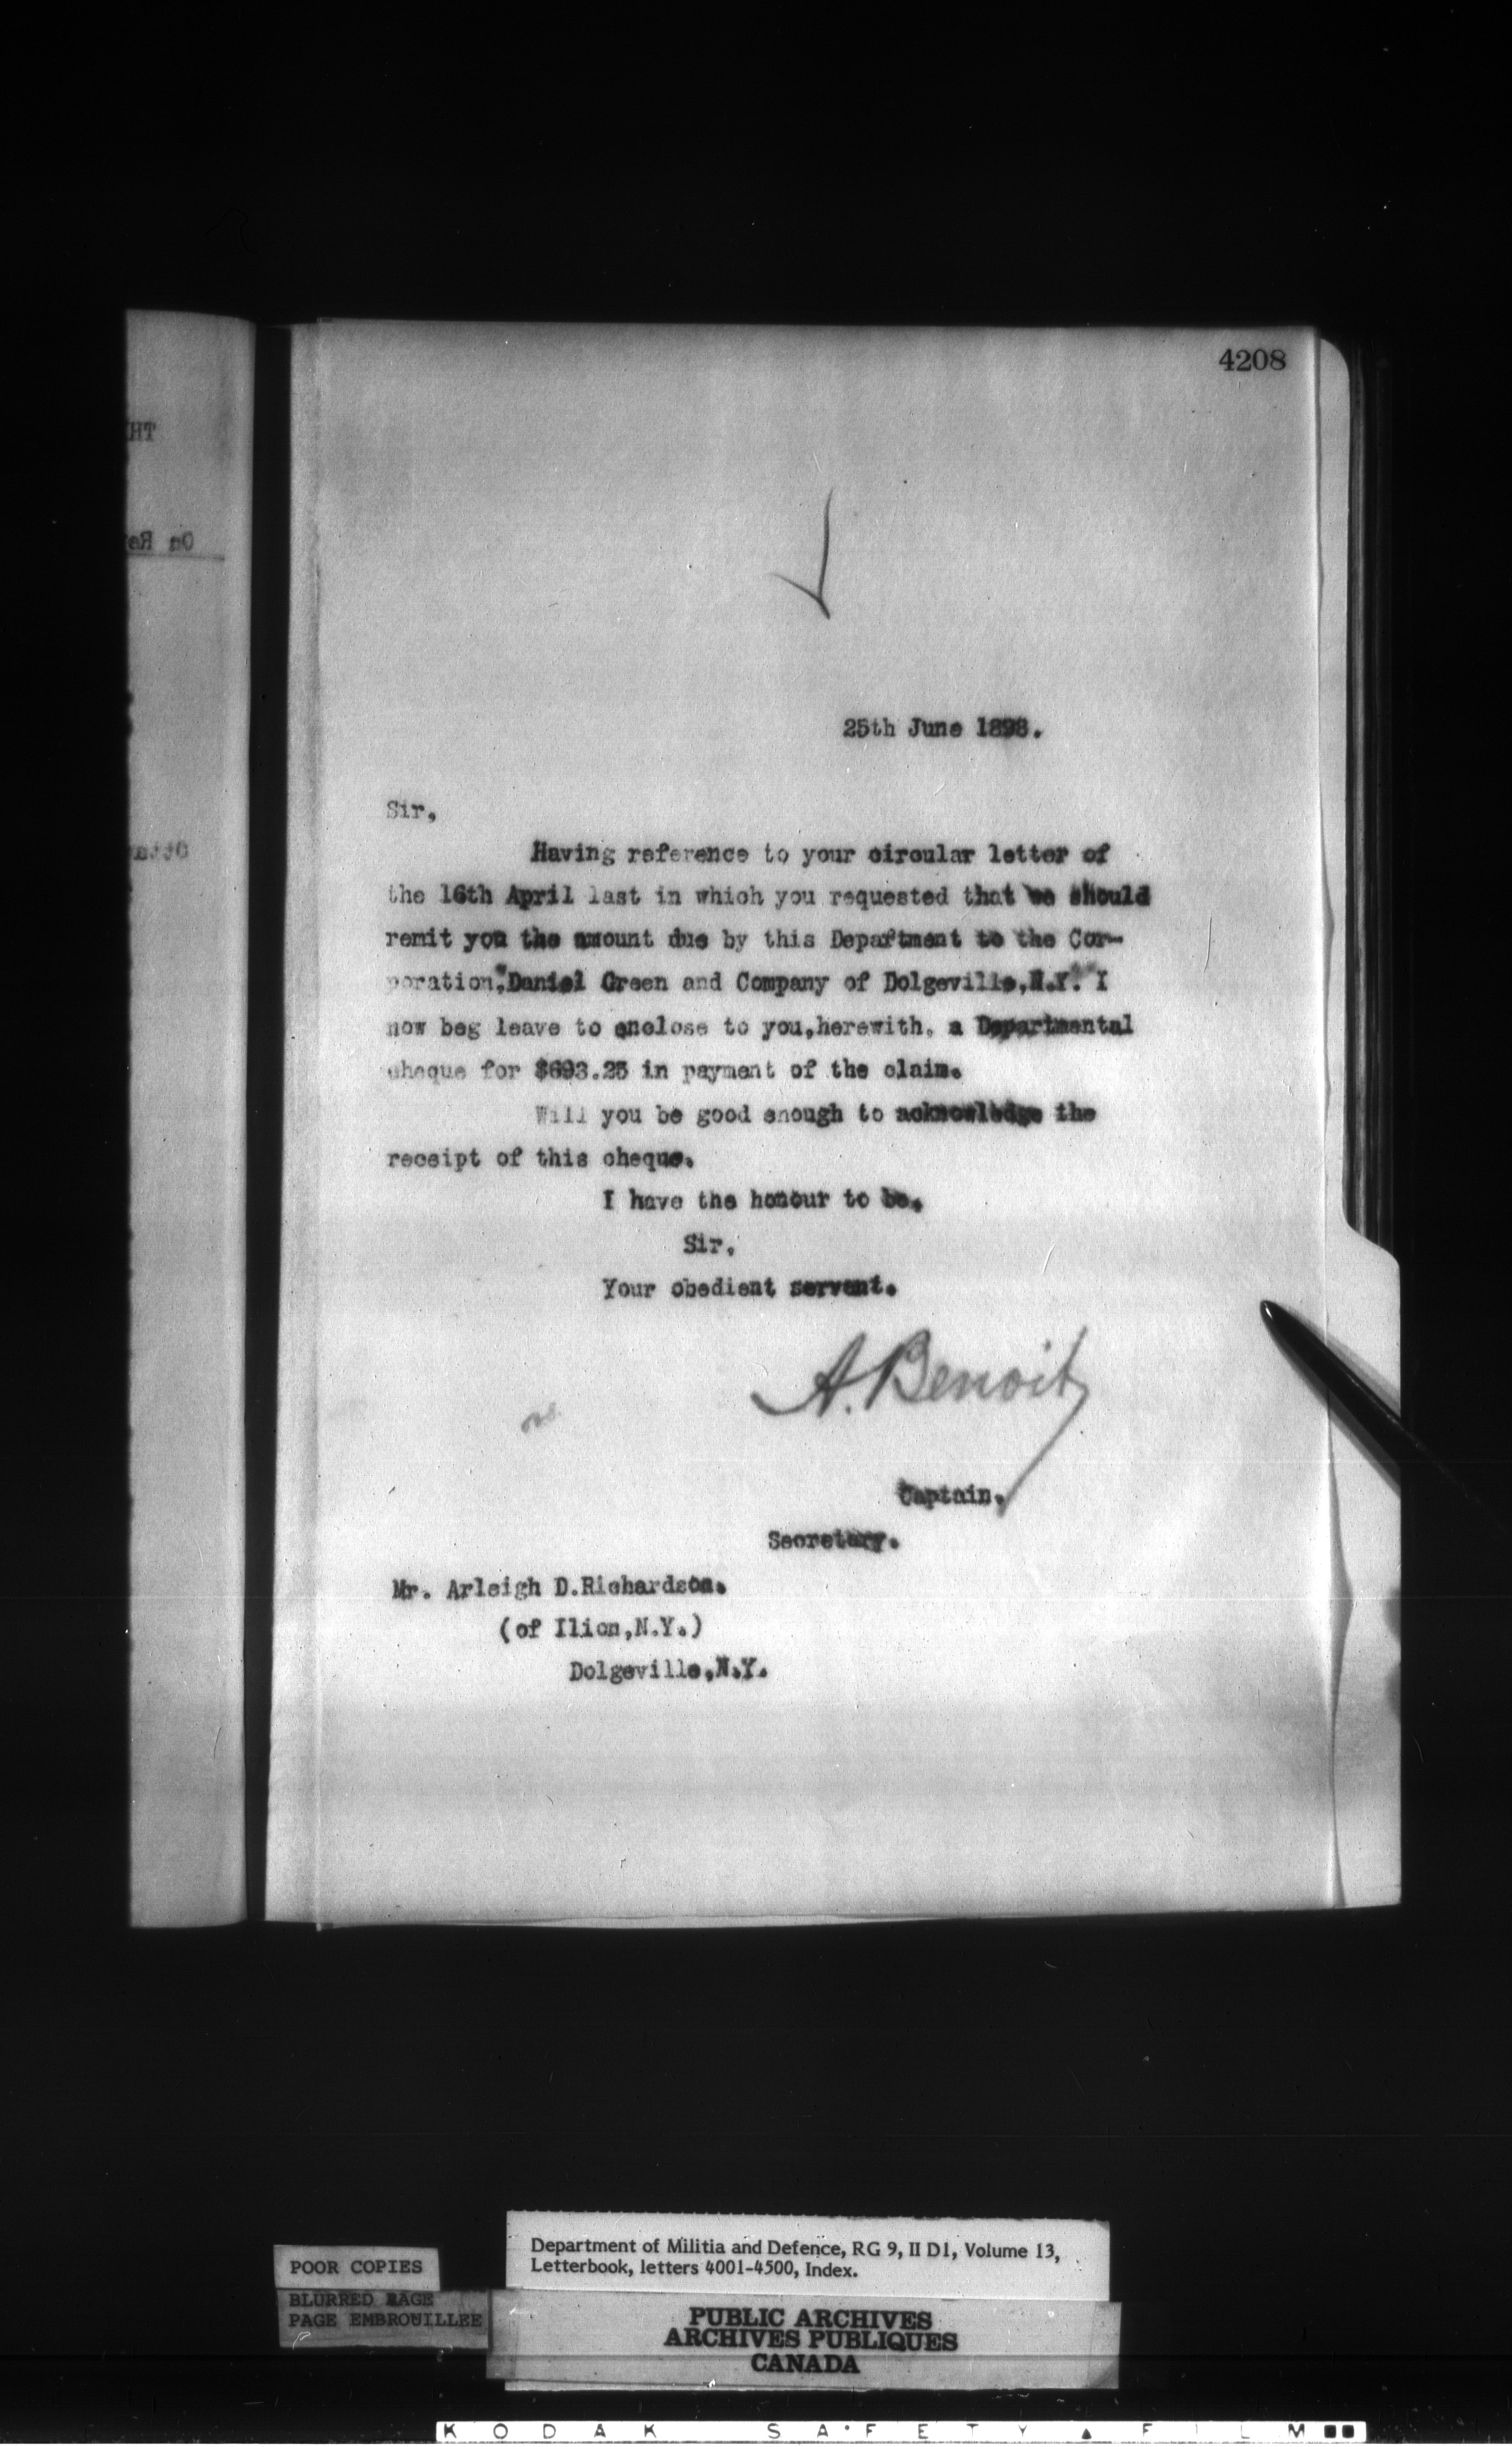 4208
25th June 1898.
Sir,
Having reference to your circular letter of
the 16th April last in which you requested that we should
remit you the amount due by this Department to the Cor-
poration,"Daniel Green and Company of Dolgeville,N.Y." I
now beg leave to enclose to you,herewith, a Departmental
cheque for $693.25 in payment of the claim.
Will you be good enough to acknowledge the
receipt of this cheque.
I have the honour to be,
Sir,
Your obedient servant.
A. Benoit
Captain.
Secretary.
Mr. Arleigh D.Richardson.
(of Ilion,N.Y.)
Dolgeville,N.Y.
POOR COPIES
BLURRED PAGE
PAGE EMBROUILLEE
Department of Militia and Defence, RG 9, II D1, Volume 13,
Letterbook, letters 4001-4500, Index.
PUBLIC ARCHIVES
ARCHIVES PUBLIQUES
CANADA
KODAK SAFETY FILM